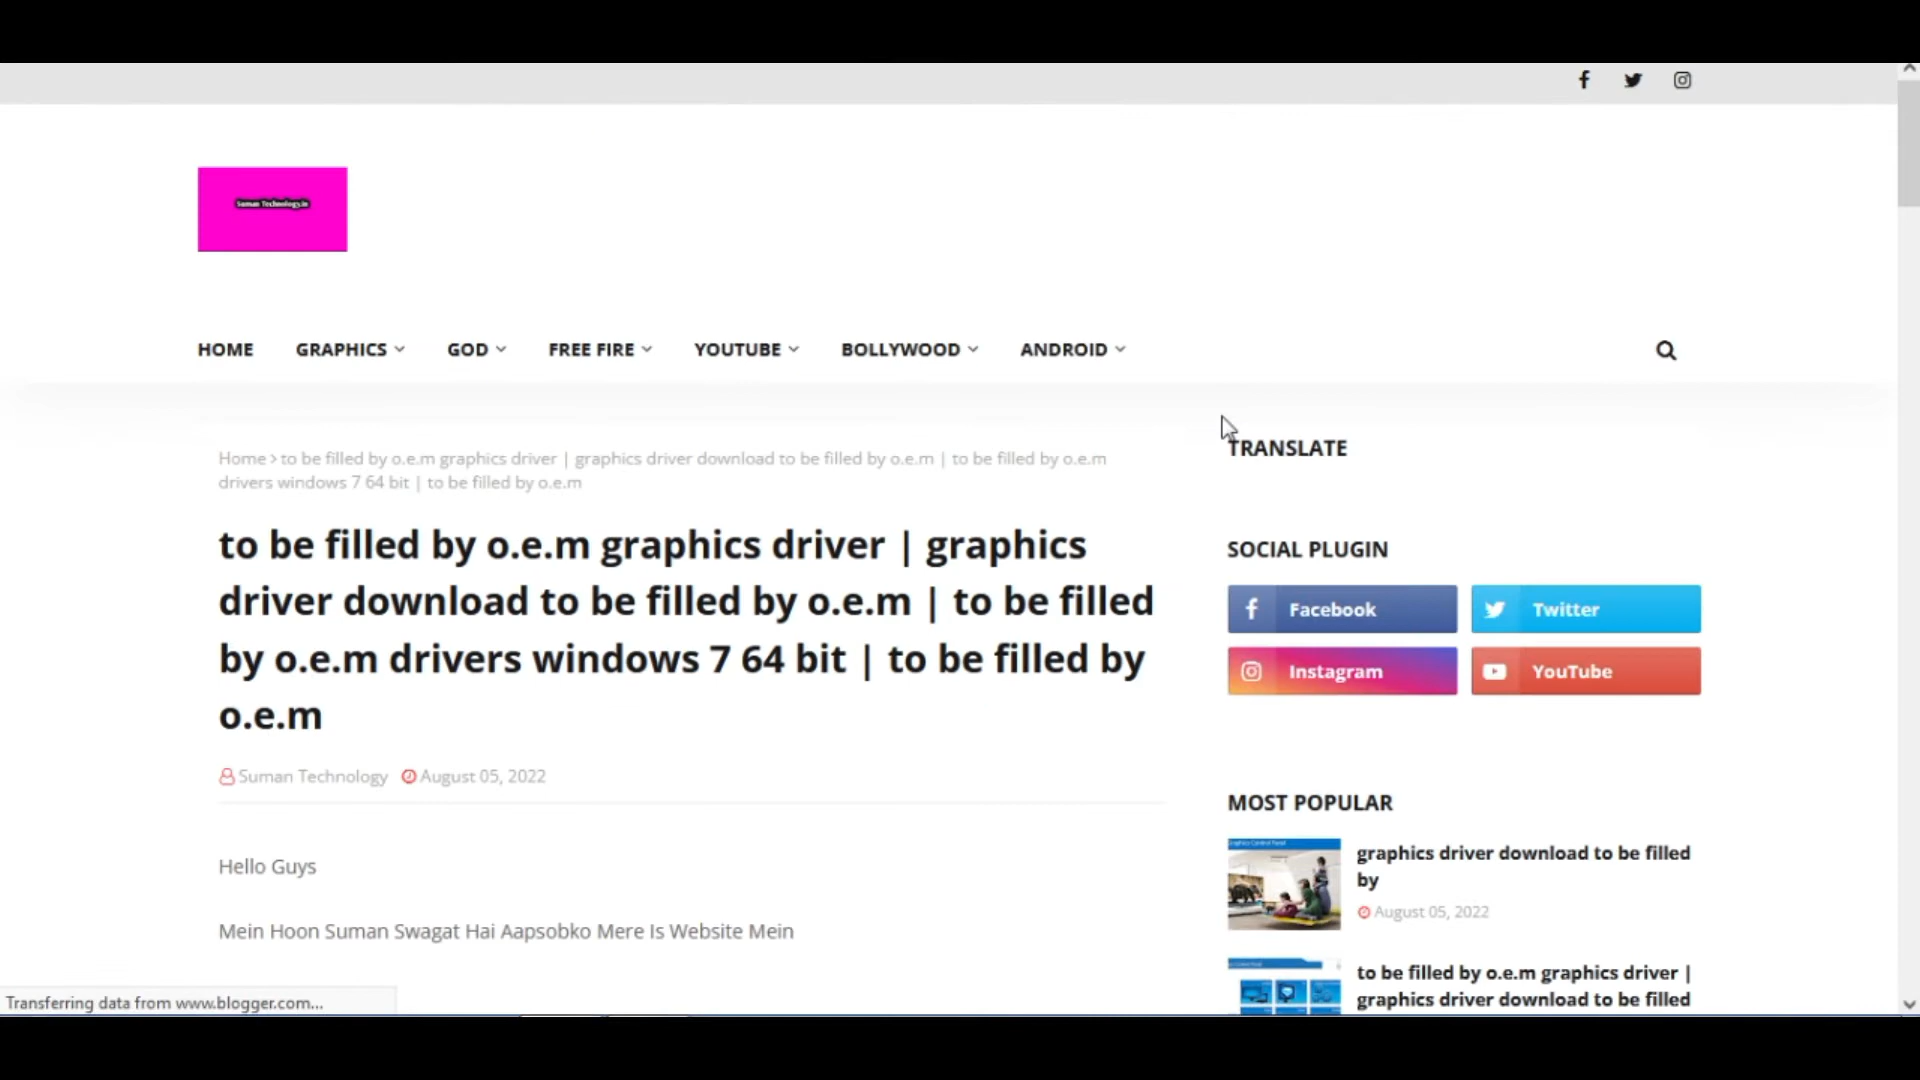 Suman Technology.in
HOME GRAPHICS GOD FREE FIRE YOUTUBE BOLLYWOOD ANDROID
Home > to be filled by o.e.m graphics driver | graphics driver download to be filled by o.e.m | to be filled by o.e.m
drivers windows 7 64 bit | to be filled by o.e.m
to be filled by o.e.m graphics driver | graphics
driver download to be filled by o.e.m | to be filled
by o.e.m drivers windows 7 64 bit | to be filled by
o.e.m
Suman Technology August 05, 2022
Hello Guys
Mein Hoon Suman Swagat Hai Aapsobko Mere Is Website Mein
TRANSLATE
SOCIAL PLUGIN
Facebook Twitter
Instagram YouTube
MOST POPULAR
graphics driver download to be filled
by
August 05, 2022
to be filled by o.e.m graphics driver |
graphics driver download to be filled
Transferring data from www.blogger.com...